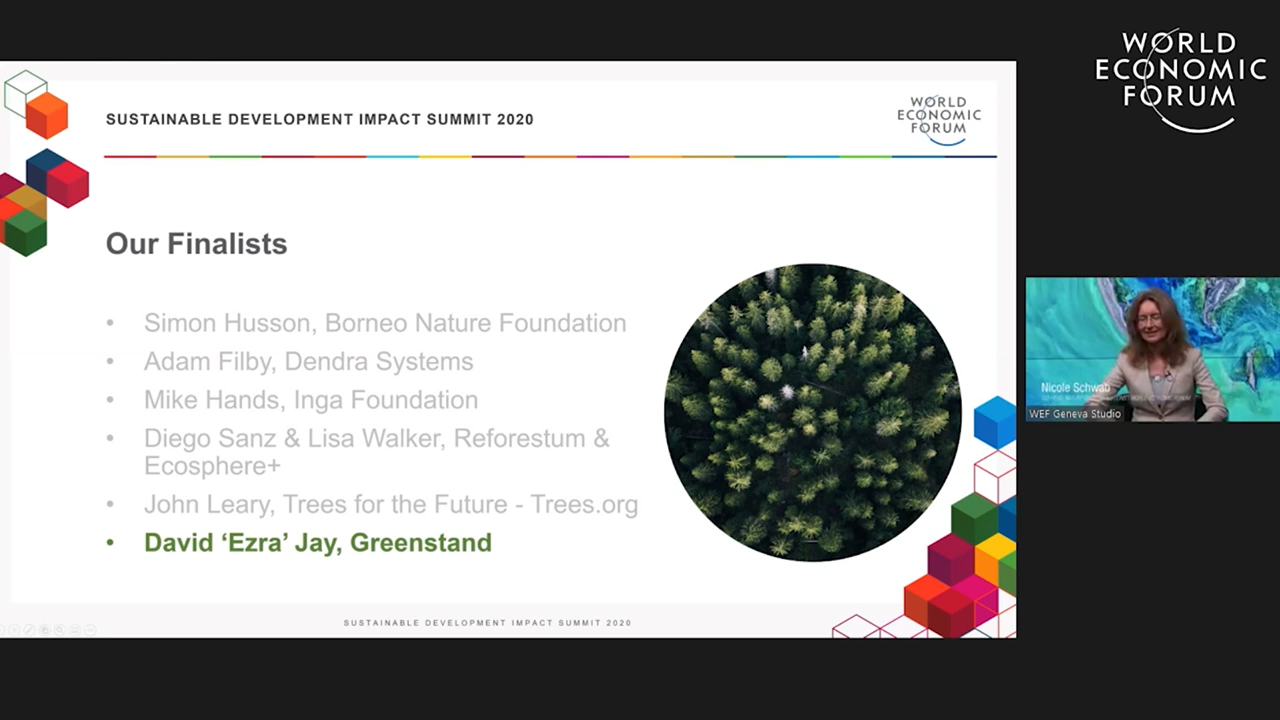 WORLD
ECONOMIC
FORUM
SUSTAINABLE DEVELOPMENT IMPACT SUMMIT 2020
WORLD
ECONOMIC
FORUM
Our Finalists
• Simon Husson, Borneo Nature Foundation
• Adam Filby, Dendra Systems
• Mike Hands, Inga Foundation
• Diego Sanz & Lisa Walker, Reforestum &
Ecosphere+
• John Leary, Trees for the Future - Trees.org
• David ‘Ezra’ Jay, Greenstand
Nicole Schwab
WEF Geneva Studio
SUSTAINABLE DEVELOPMENT IMPACT SUMMIT 2020